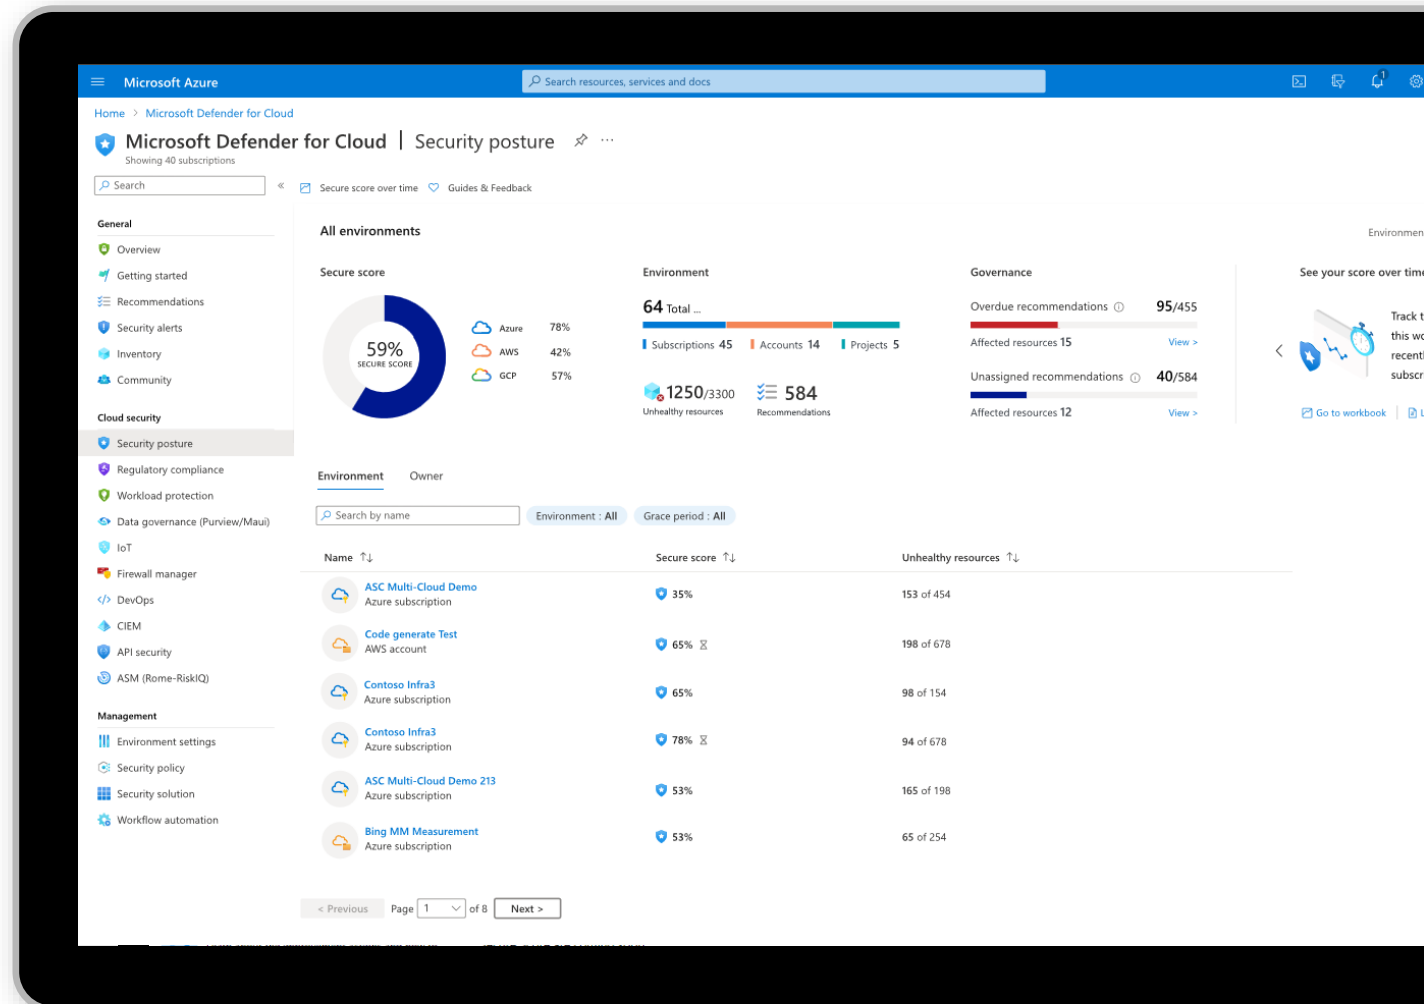 Microsoft Azure
Search resources, services and docs
1
Home > Microsoft Defender for Cloud
Microsoft Defender for Cloud | Security posture
Showing 40 subscriptions
Search
Secure score over time
Guides & Feedback
General
Overview
Getting started
Recommendations
Security alerts
Inventory
Community
Cloud security
Security posture
Regulatory compliance
Workload protection
Data governance (Purview/Maui)
IoT
Firewall manager
DevOps
CIEM
API security
ASM (Rome-RiskIQ)
Management
Environment settings
Security policy
Security solution
Workflow automation
All environments
Environmen
Secure score
59%
SECURE SCORE
Azure 78%
AWS 42%
GCP 57%
Environment
64 Total ...
Subscriptions 45
Accounts 14
Projects 5
1250/3300
Unhealthy resources
584
Recommendations
Governance
Overdue recommendations 95/455
Affected resources 15 View >
Unassigned recommendations 40/584
Affected resources 12 View >
See your score over time
Track t
this wo
recent
subscr
Go to workbook
Environment
Owner
Search by name
Environment : All
Grace period : All
Name Secure score Unhealthy resources
ASC Multi-Cloud Demo
Azure subscription
35%
153 of 454
Code generate Test
AWS account
65%
198 of 678
Contoso Infra3
Azure subscription
65%
98 of 154
Contoso Infra3
Azure subscription
78%
94 of 678
ASC Multi-Cloud Demo 213
Azure subscription
53%
165 of 198
Bing MM Measurement
Azure subscription
53%
65 of 254
< Previous Page 1 of 8 Next >